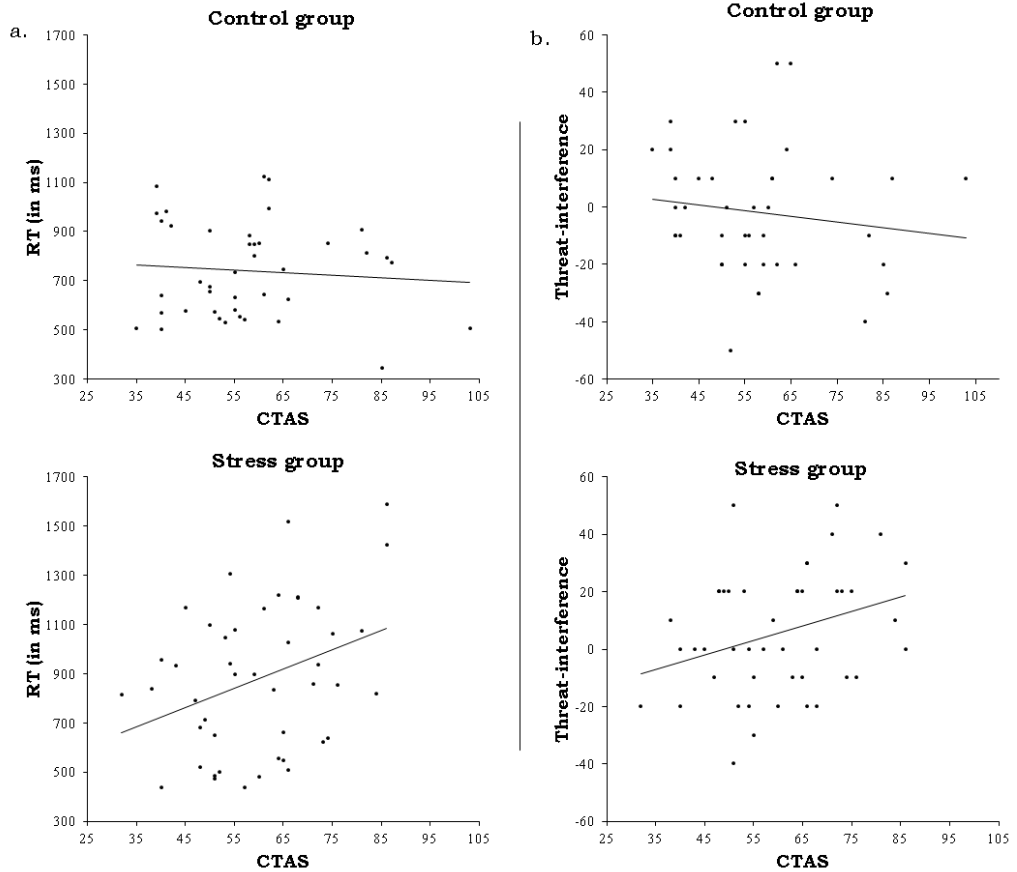 a.
Control group
RT (in ms)
1700
1500
1300
1100
900
700
500
300
25 35 45 55 65 75 85 95 105
CTAS
b.
Control group
Threat-interference
60
40
20
0
-20
-40
-60
25 35 45 55 65 75 85 95 105
CTAS
Stress group
RT (in ms)
1700
1500
1300
1100
900
700
500
300
25 35 45 55 65 75 85 95 105
CTAS
Stress group
Threat-interference
60
40
20
0
-20
-40
-60
25 35 45 55 65 75 85 95 105
CTAS